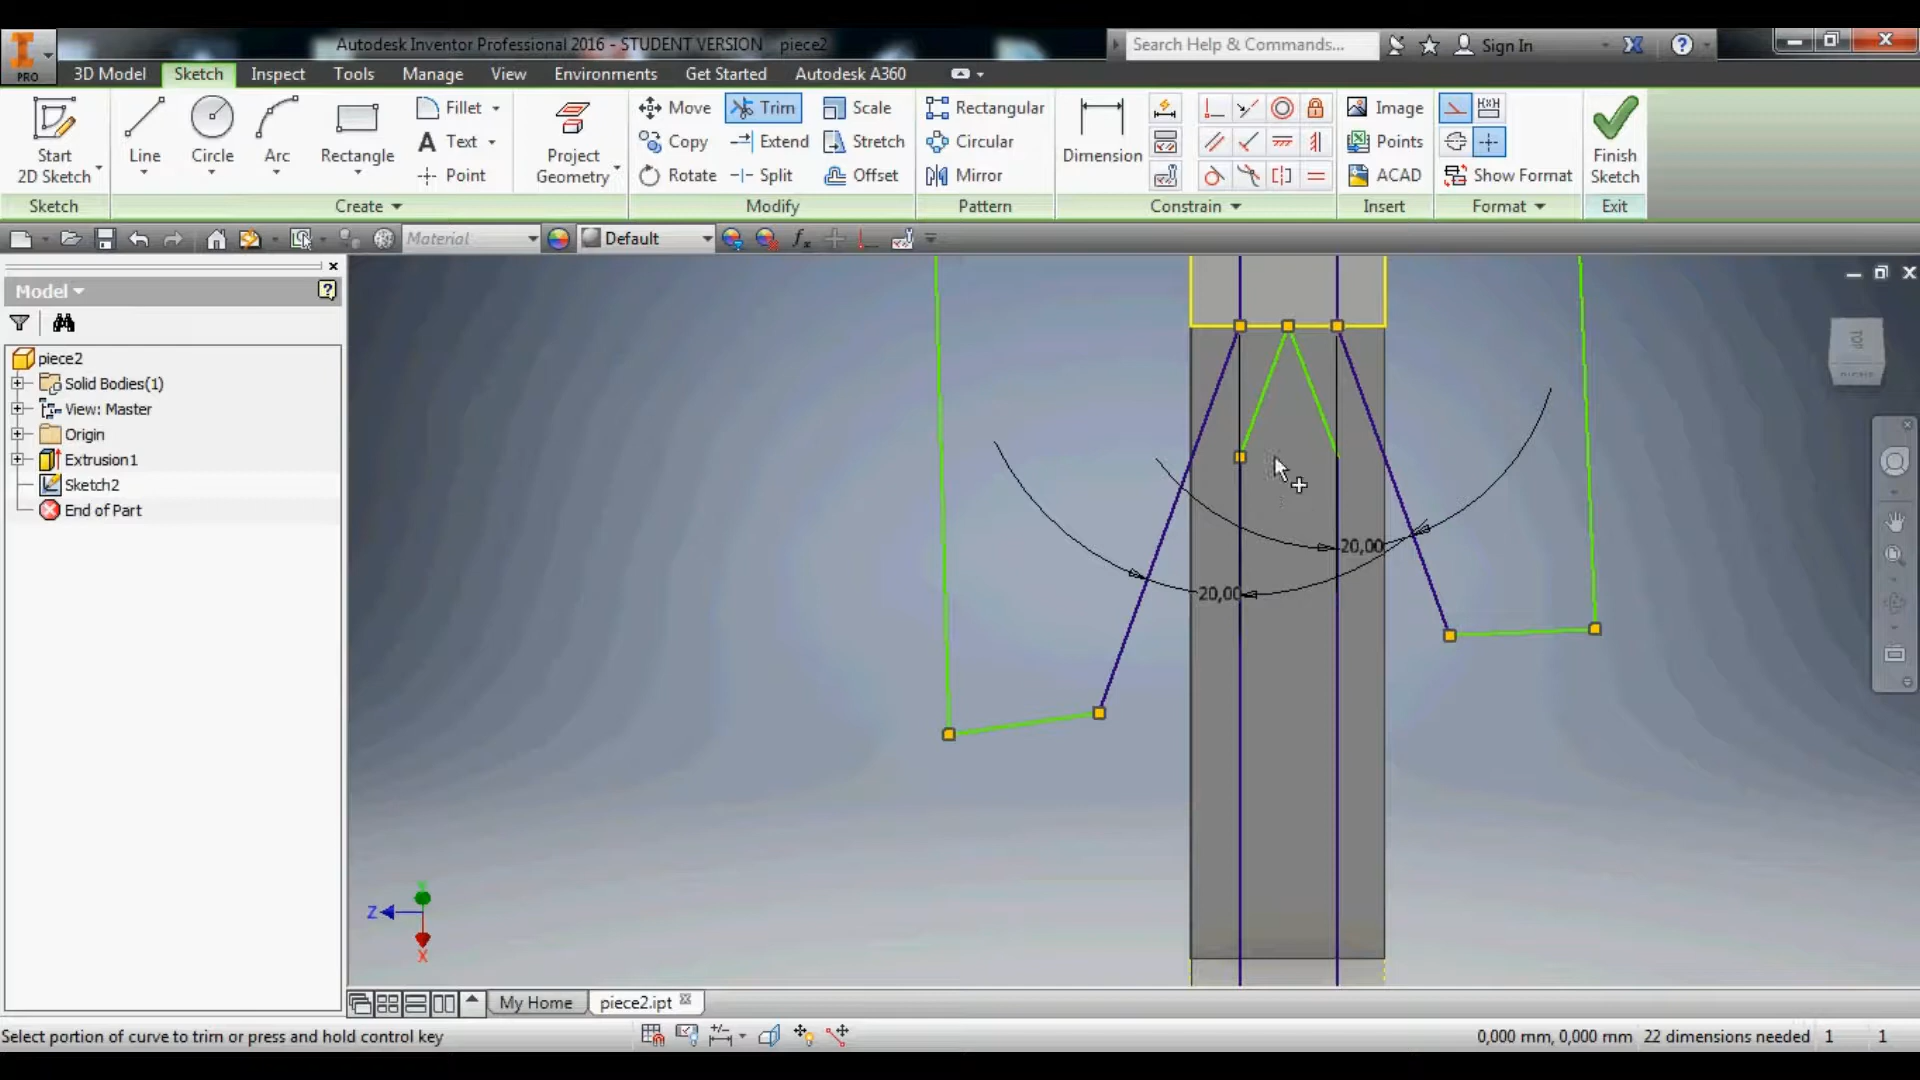 Autodesk Inventor Professional 2016 - STUDENT VERSION piece2
Search Help & Commands...
Sign In
PRO
3D Model
Sketch
Inspect
Tools
Manage
View
Environments
Get Started
Autodesk A360
Start
2D Sketch
Line
Circle
Arc
Rectangle
Fillet
Text
Point
Project
Geometry
Move
Copy
Rotate
Trim
Extend
Split
Scale
Stretch
Offset
Rectangular
Circular
Mirror
Dimension
Image
Points
ACAD
Show Format
Finish
Sketch
Sketch
Create
Modify
Pattern
Constrain
Insert
Format
Exit
Material
Default
fx
Model
piece2
Solid Bodies(1)
View: Master
Origin
Extrusion1
Sketch2
End of Part
TOP
20,00
20,00
Z
X
My Home
piece2.ipt
Select portion of curve to trim or press and hold control key
0,000 mm, 0,000 mm
22 dimensions needed
1
1